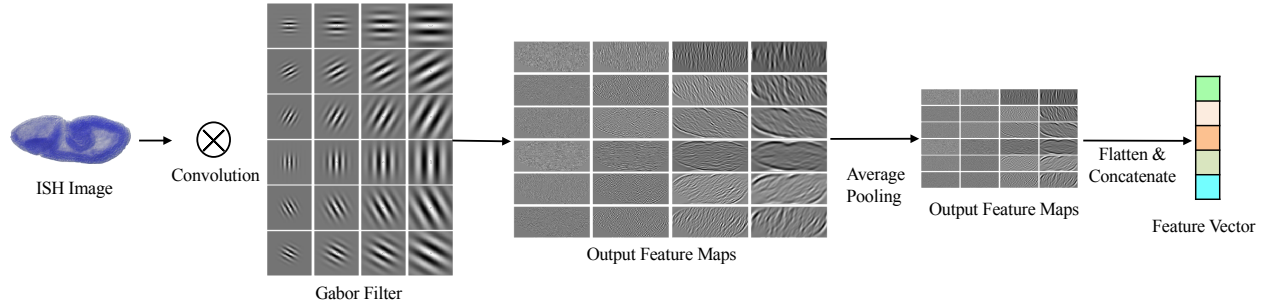 ISH Image
Convolution
Gabor Filter
Output Feature Maps
Average
Pooling
Output Feature Maps
Flatten &
Concatenate
Feature Vector